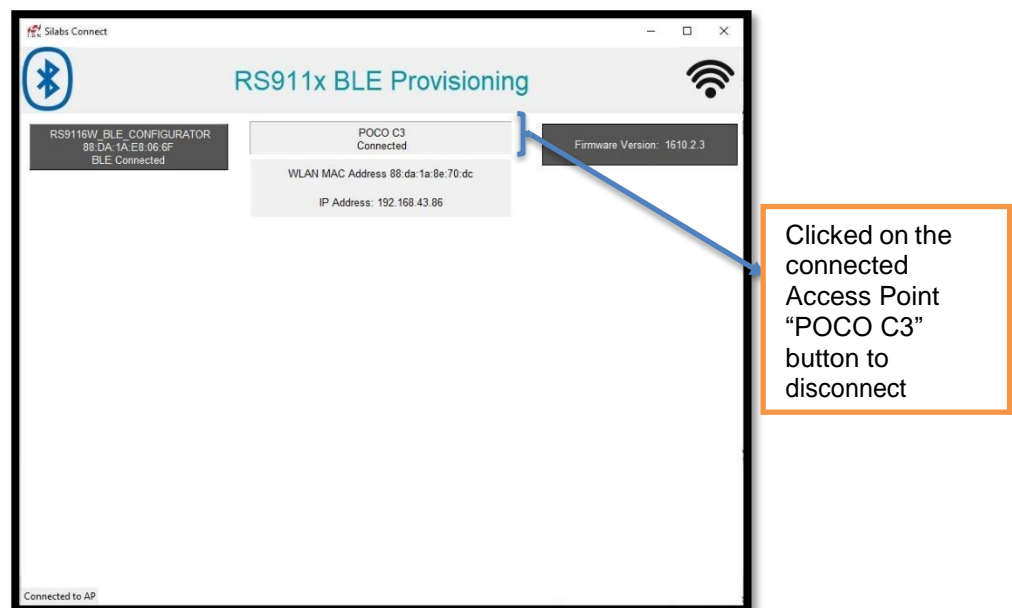 Silabs Connect
RS911x BLE Provisioning
RS9116W_BLE_CONFIGURATOR
88:DA:1A:E8:06:6F
BLE Connected
POCO C3
Connected
WLAN MAC Address 88:da:1a:8e:70:dc
IP Address: 192.168.43.86
Firmware Version: 1610.2.3
Clicked on the
connected
Access Point
“POCO C3”
button to
disconnect
Connected to AP